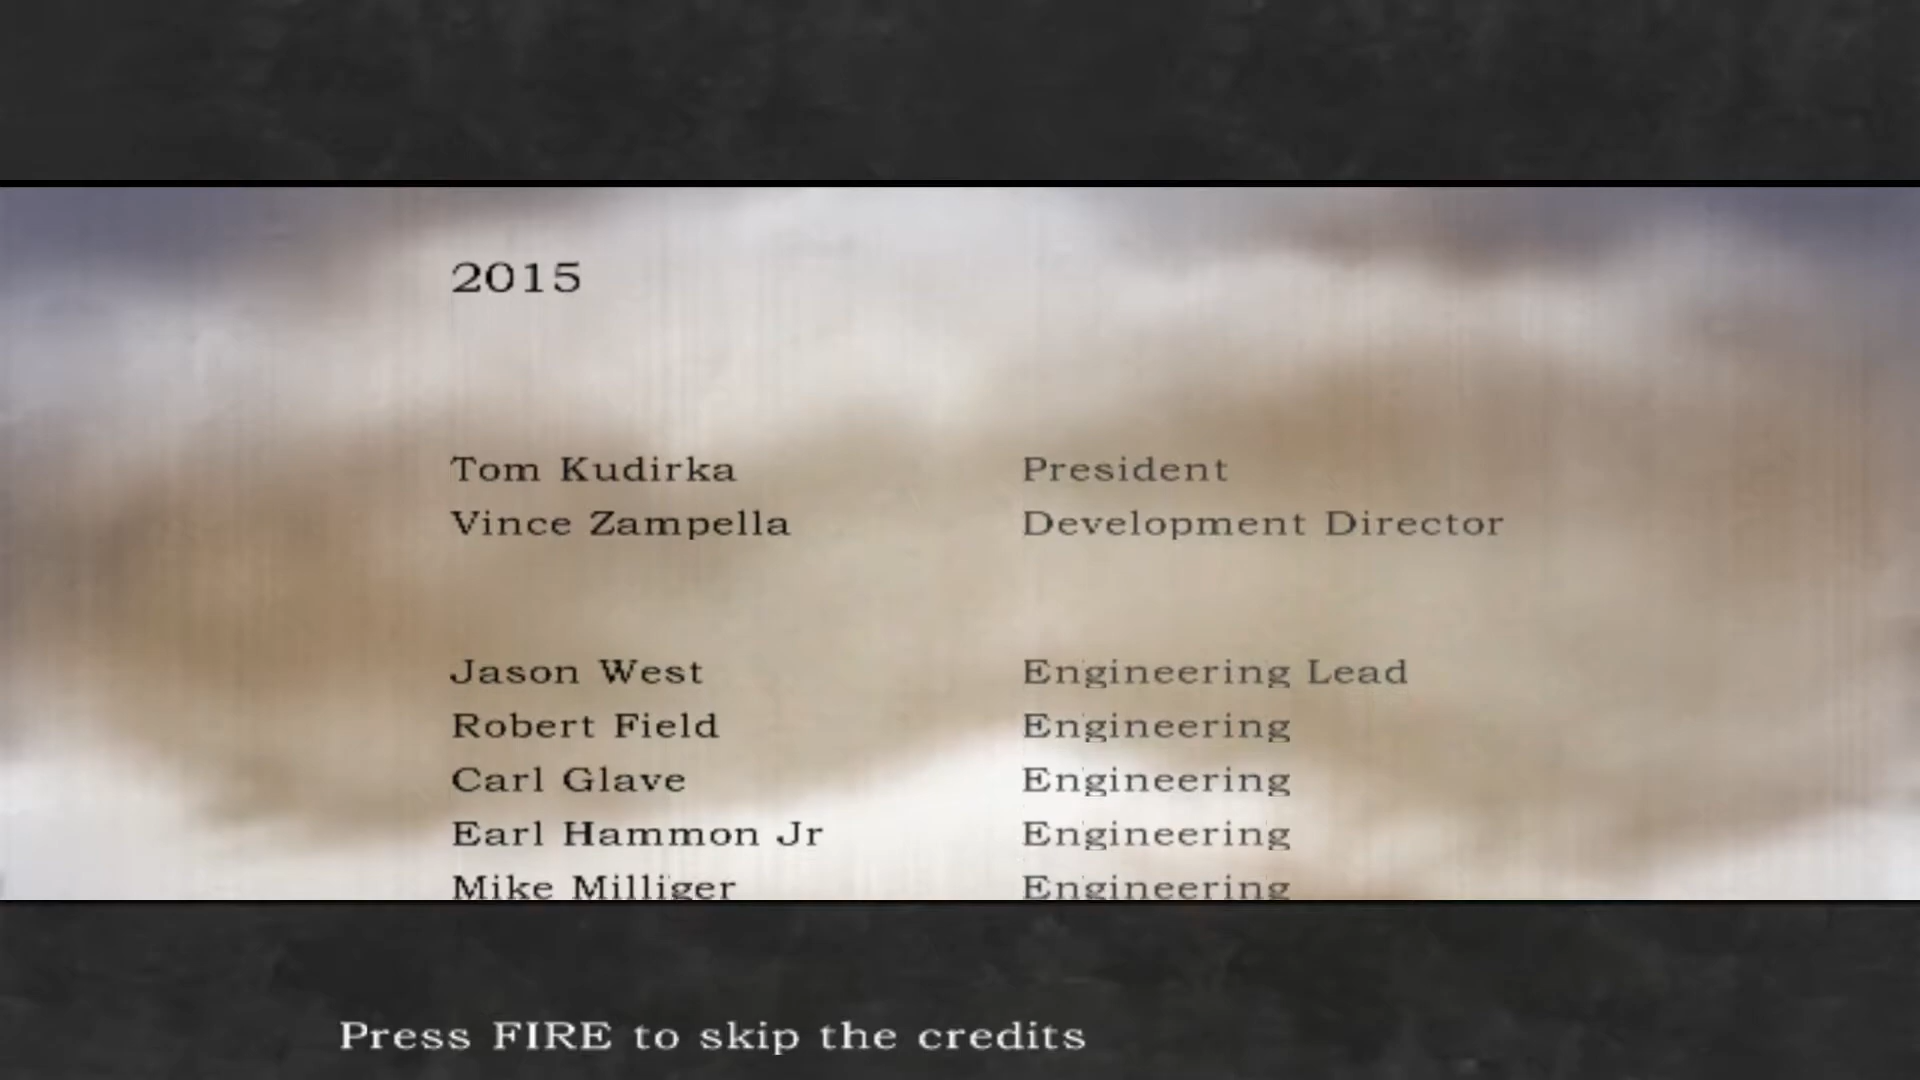 2015
Tom Kudirka President
Vince Zampella Development Director
Jason West Engineering Lead
Robert Field Engineering
Carl Glave Engineering
Earl Hammon Jr Engineering
Mike Milliger Engineering
Press FIRE to skip the credits